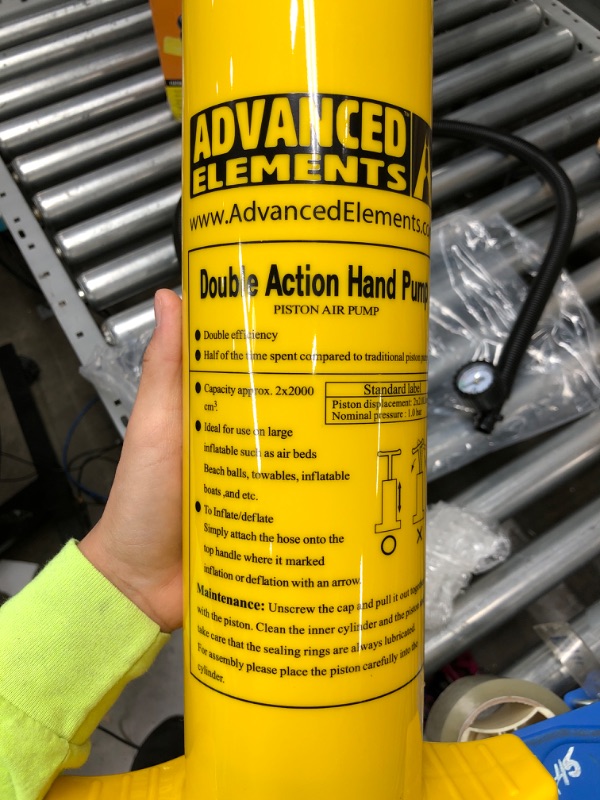 ADVANCED
ELEMENTS
www.AdvancedElements.co
Double Action Hand Pump
PISTON AIR PUMP
Double efficiency
Half of the time spent compared to traditional piston
Capacity approx. 2x2000
cm³.
Ideal for use on large
inflatable such as air beds
Beach balls, towables, inflatable
boats ,and etc.
To Inflate/deflate
Simply attach the hose onto the
top handle where it marked
inflation or deflation with an arrow.
Standard label
Piston displacement:
Nominal pressure : 1.0 bar
X
Maintenance: Unscrew the cap and pull it out together
with the piston. Clean the inner cylinder and the piston
take care that the sealing rings are always lubricated.
For assembly please place the piston carefully into the
cylinder.